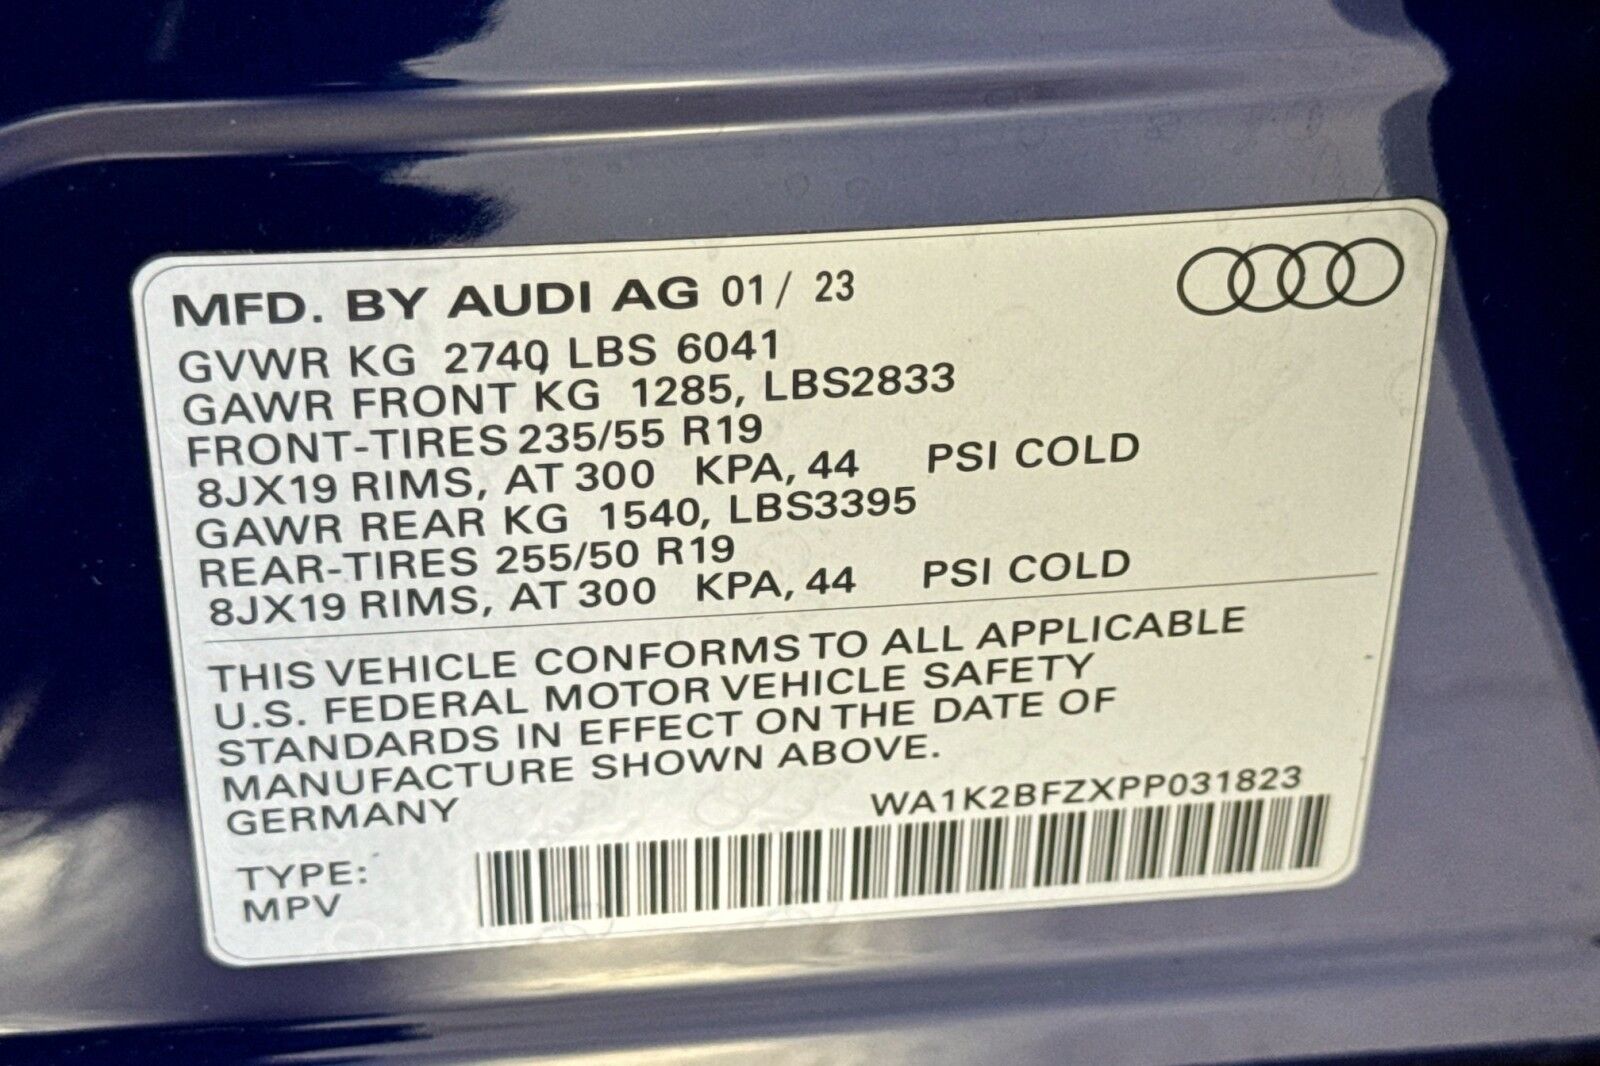 MFD. BY AUDI AG 01/ 23
GVWR KG 2740 LBS 6041
GAWR FRONT KG 1285, LBS2833
FRONT-TIRES 235/55 R19
8JX19 RIMS, AT 300 KPA, 44 PSI COLD
GAWR REAR KG 1540, LBS3395
REAR-TIRES 255/50 R19
8JX19 RIMS, AT 300 KPA, 44 PSI COLD
THIS VEHICLE CONFORMS TO ALL APPLICABLE
U.S. FEDERAL MOTOR VEHICLE SAFETY
STANDARDS IN EFFECT ON THE DATE OF
MANUFACTURE SHOWN ABOVE.
GERMANY
WA1K2BFZXPP031823
TYPE:
MPV